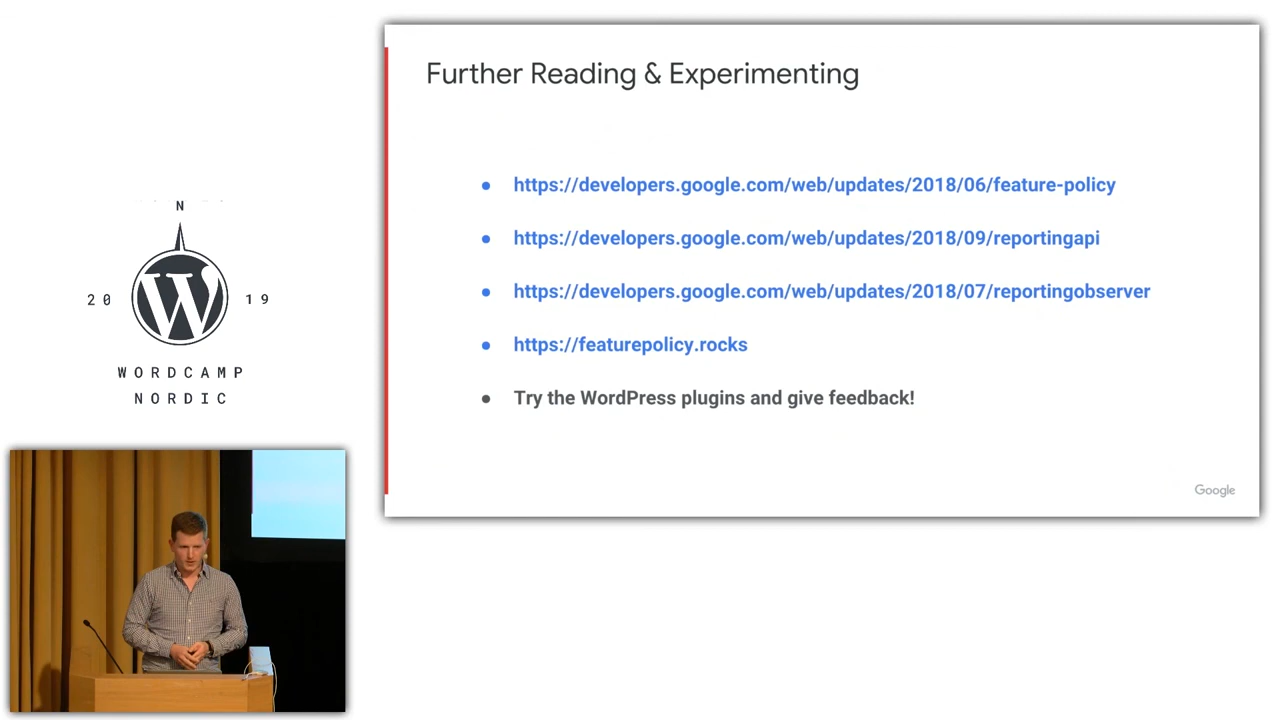 Further Reading & Experimenting
https://developers.google.com/web/updates/2018/06/feature-policy
https://developers.google.com/web/updates/2018/09/reportingapi
https://developers.google.com/web/updates/2018/07/reportingobserver
https://featurepolicy.rocks
Try the WordPress plugins and give feedback!
Google
N
20 19
W
WORDCAMP
NORDIC